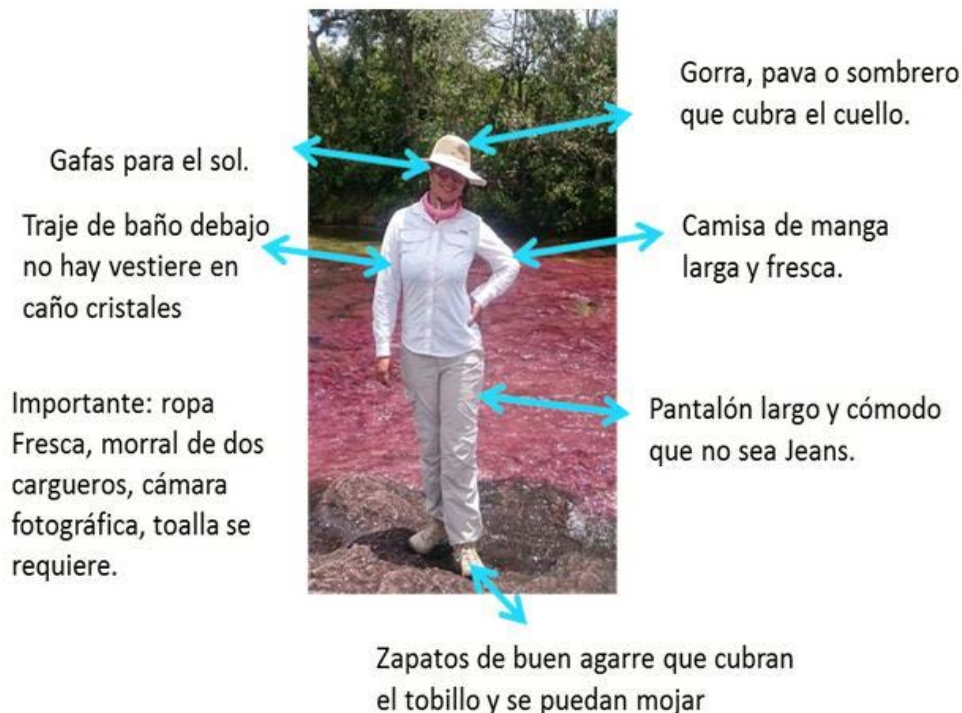 Gorra, pava o sombrero
que cubra el cuello.
Gafas para el sol.
Traje de baño debajo
no hay vestiere en
caño cristales
Camisa de manga
larga y fresca.
Importante: ropa
Fresca, morral de dos
cargueros, cámara
fotográfica, toalla se
requiere.
Pantalón largo y cómodo
que no sea Jeans.
Zapatos de buen agarre que cubran
el tobillo y se puedan mojar